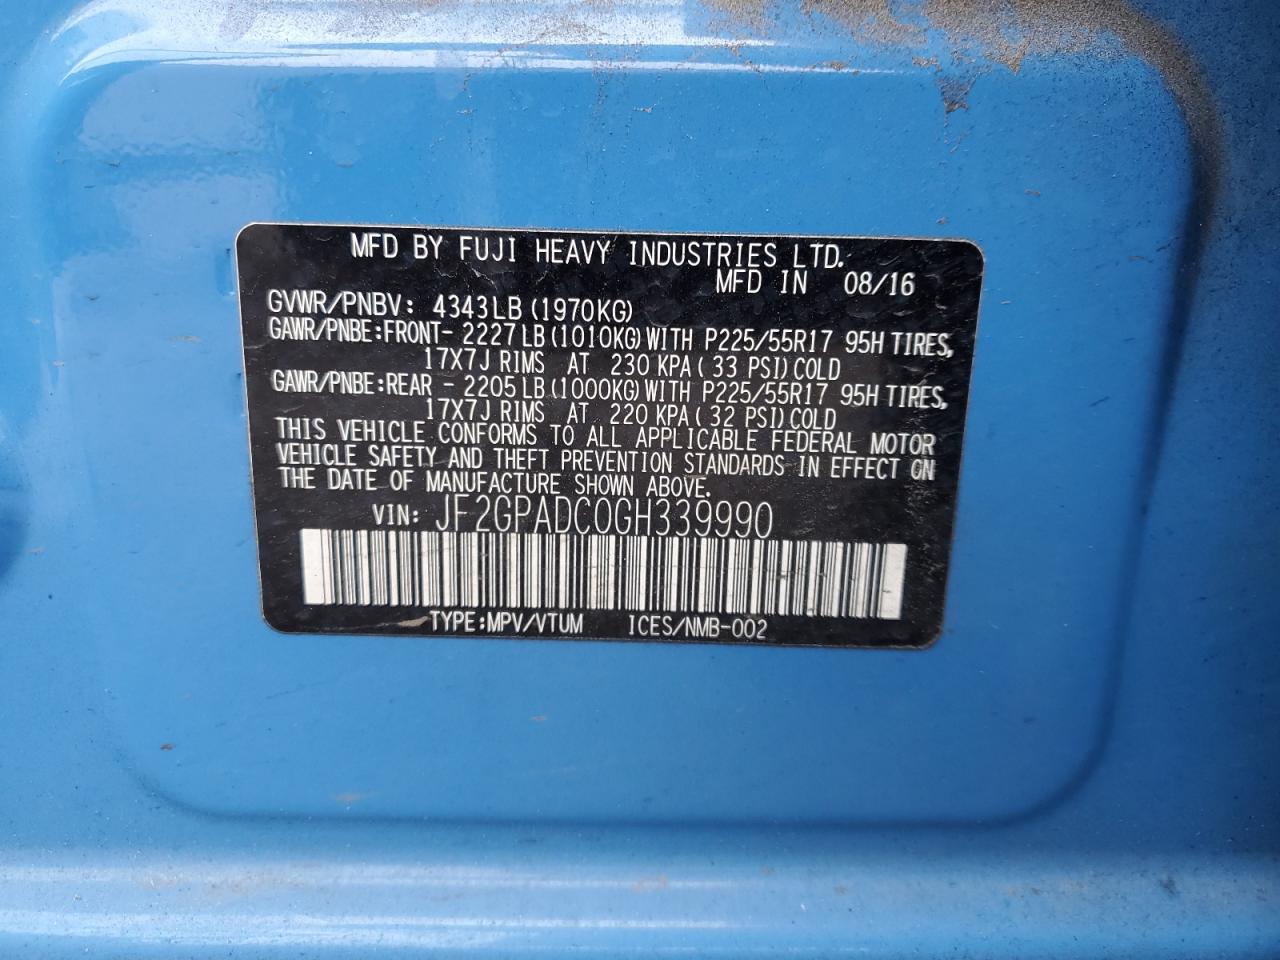 MFD BY FUJI HEAVY INDUSTRIES LTD.
MFD IN 08/16
GVWR/PNBV: 4343LB (1970KG)
GAWR/PNBE:FRONT- 2227LB (1010KG) WITH P225/55R17 95H TIRES,
17X7J RIMS AT 230 KPA ( 33 PSI) COLD
GAWR/PNBE:REAR - 2205LB (1000KG) WITH P225/55R17 95H TIRES,
17X7J RIMS AT 220 KPA ( 32 PSI) COLD
THIS VEHICLE CONFORMS TO ALL APPLICABLE FEDERAL MOTOR
VEHICLE SAFETY AND THEFT PREVENTION STANDARDS IN EFFECT ON
THE DATE OF MANUFACTURE SHOWN ABOVE.
VIN: JF2GPADC0GH339990
TYPE:MPV/VTUM ICES/NMB-002